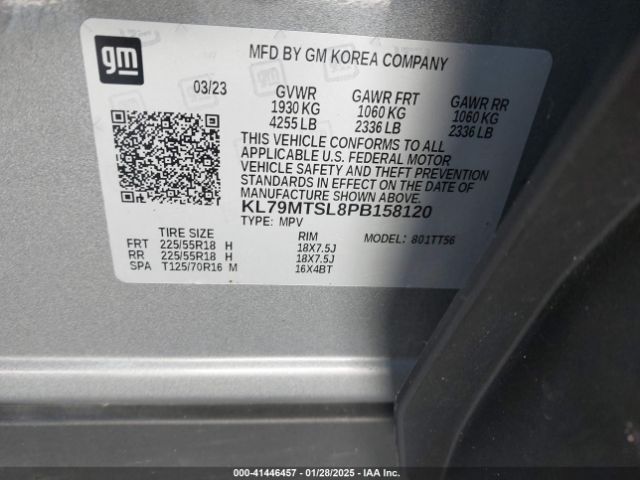 gm
MFD BY GM KOREA COMPANY
03/23 GVWR GAWR FRT GAWR RR
1930 KG 1060 KG 1060 KG
4255 LB 2336 LB 2336 LB
THIS VEHICLE CONFORMS TO ALL
APPLICABLE U.S. FEDERAL MOTOR
VEHICLE SAFETY AND THEFT PREVENTION
STANDARDS IN EFFECT ON THE DATE OF
MANUFACTURE SHOWN ABOVE.
KL79MTSL8PB158120
TYPE: MPV MODEL: 801TT56
TIRE SIZE RIM
FRT 225/55R18 H 18X7.5J
RR 225/55R18 H 18X7.5J
SPA T125/70R16 M 16X4BT
000-41446457 - 01/28/2025 - IAAI.COM